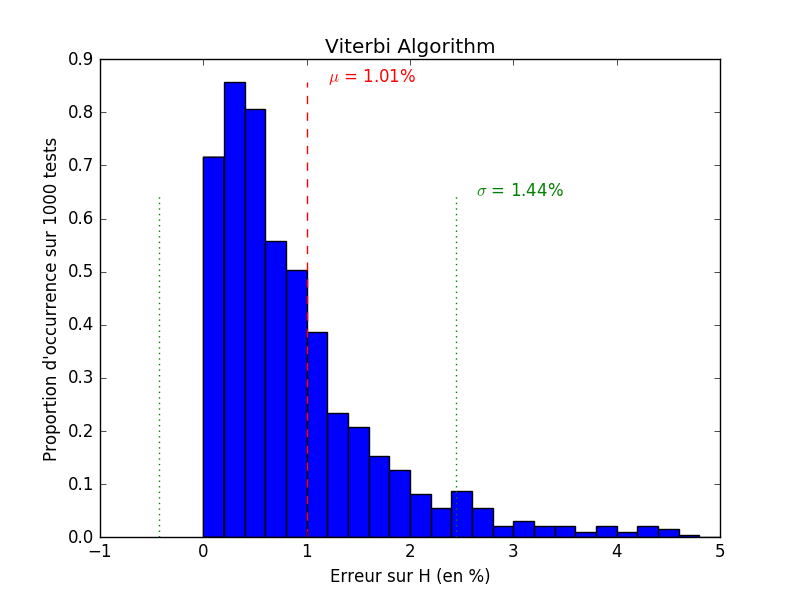 Viterbi Algorithm
μ = 1.01%
σ = 1.44%
Proportion d'occurrence sur 1000 tests
0.9
0.8
0.7
0.6
0.5
0.4
0.3
0.2
0.1
0.0
−1 0 1 2 3 4 5
Erreur sur H (en %)